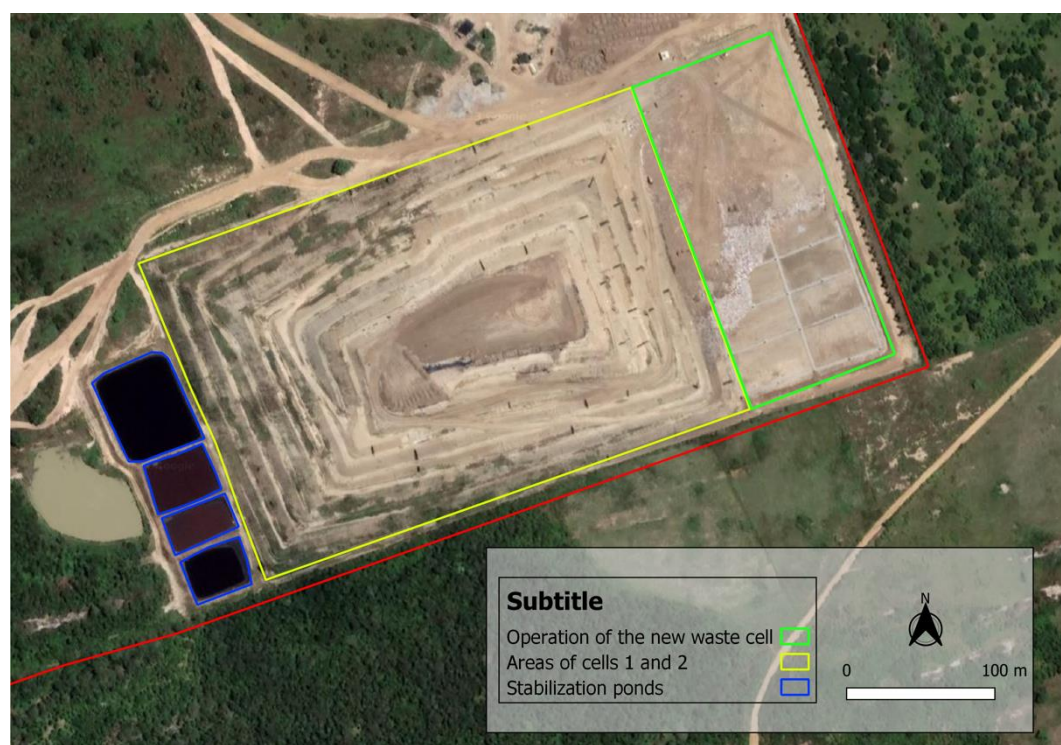 Subtitle
Operation of the new waste cell
Areas of cells 1 and 2
Stabilization ponds
N
0 100 m